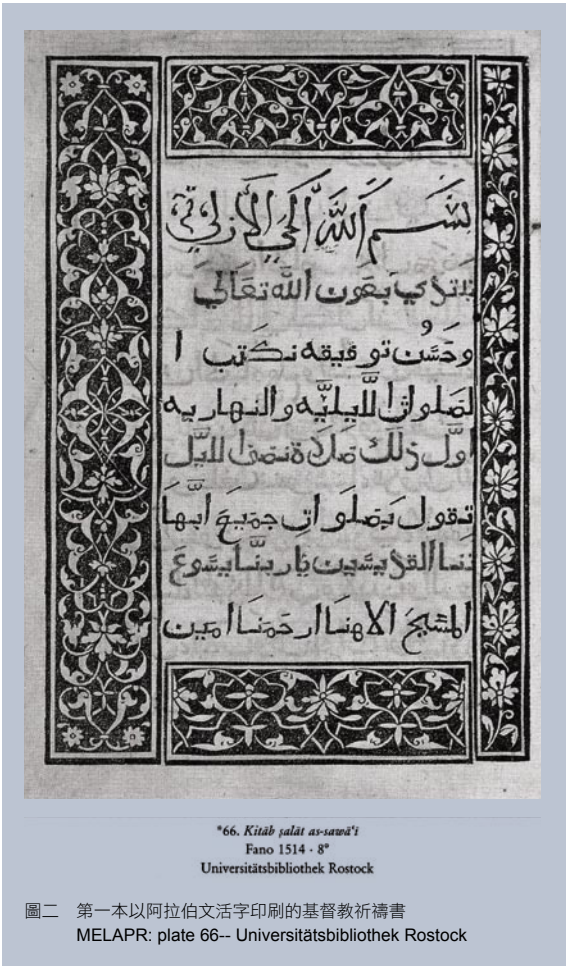 بسم الله الحي الازلي
نبتدي بعون الله تعالى
وحسن توفيقه نكتب ا
لصلواة الليليه والنهاريه
اول ذلك صلاة نصف الليل
تقول بصلوات جميع ابها
تنا القديسين يا ربنا يسوع
المسيح الاهنا ارحمنا امين
*66. Kitāb ṣalāt as-sawāʿi
Fano 1514 · 8°
Universitätsbibliothek Rostock
圖二 第一本以阿拉伯文活字印刷的基督教祈禱書
MELAPR: plate 66-- Universitätsbibliothek Rostock